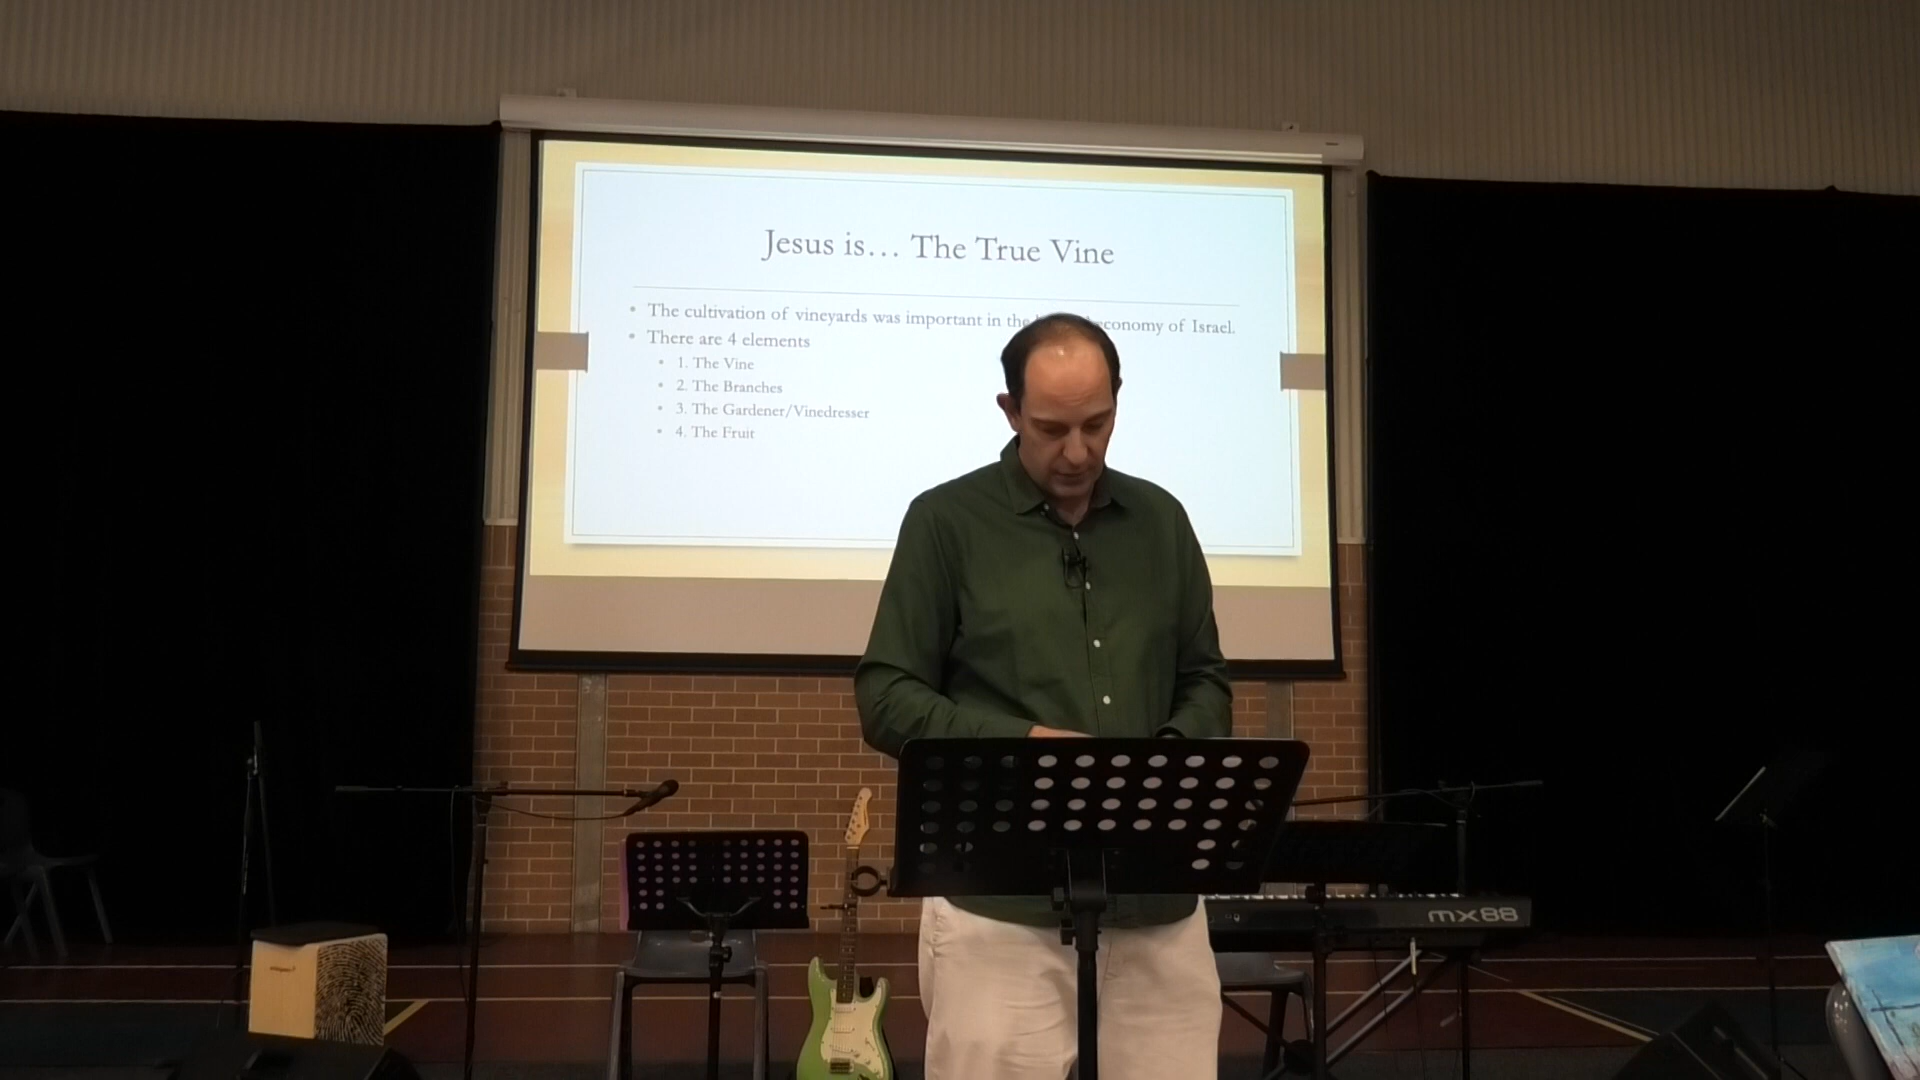 Jesus is… The True Vine
• The cultivation of vineyards was important in the economy of Israel.
• There are 4 elements
• 1. The Vine
• 2. The Branches
• 3. The Gardener/Vinedresser
• 4. The Fruit
mx88